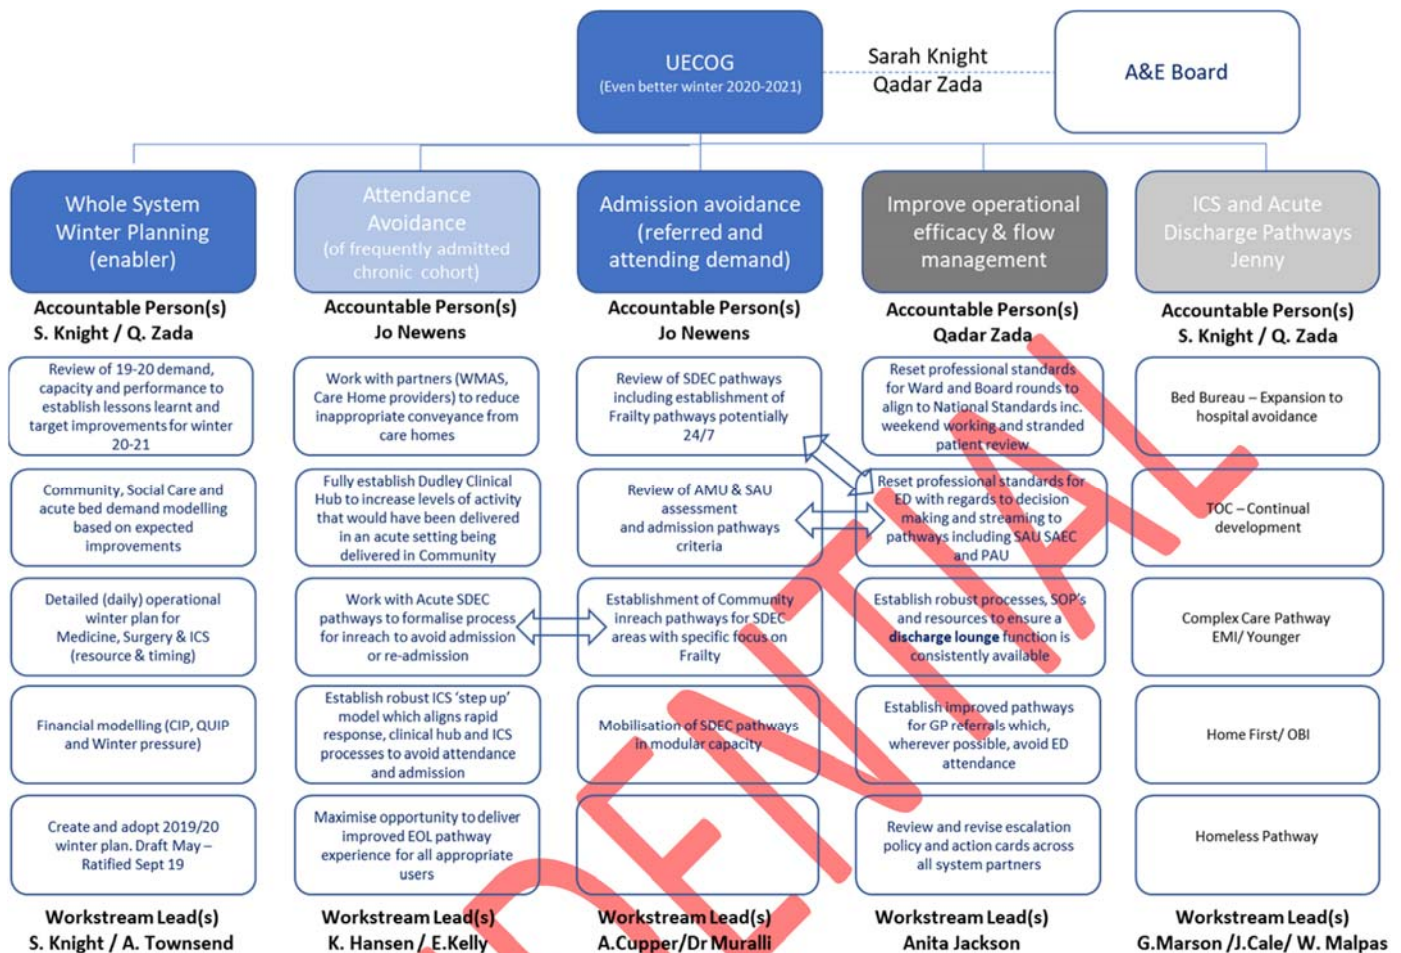 UECOG
(Even better winter 2020-2021)
Sarah Knight
Qadar Zada
A&E Board
Whole System
Winter Planning
(enabler)
Accountable Person(s)
S. Knight / Q. Zada
Review of 19-20 demand,
capacity and performance to
establish lessons learnt and
target improvements for winter
20-21
Community, Social Care and
acute bed demand modelling
based on expected
improvements
Detailed (daily) operational
winter plan for
Medicine, Surgery & ICS
(resource & timing)
Financial modelling (CIP, QUIP
and Winter pressure)
Create and adopt 2019/20
winter plan. Draft May –
Ratified Sept 19
Workstream Lead(s)
S. Knight / A. Townsend
Attendance
Avoidance
(of frequently admitted
chronic cohort)
Accountable Person(s)
Jo Newens
Work with partners (WMAS,
Care Home providers) to reduce
inappropriate conveyance from
care homes
Fully establish Dudley Clinical
Hub to increase levels of activity
that would have been delivered
in an acute setting being
delivered in Community
Work with Acute SDEC
pathways to formalise process
for inreach to avoid admission
or re-admission
Establish robust ICS ‘step up’
model which aligns rapid
response, clinical hub and ICS
processes to avoid attendance
and admission
Maximise opportunity to deliver
improved EOL pathway
experience for all appropriate
users
Workstream Lead(s)
K. Hansen / E.Kelly
Admission avoidance
(referred and
attending demand)
Accountable Person(s)
Jo Newens
Review of SDEC pathways
including establishment of
Frailty pathways potentially
24/7
Review of AMU & SAU
assessment
and admission pathways
criteria
Establishment of Community
inreach pathways for SDEC
areas with specific focus on
Frailty
Mobilisation of SDEC pathways
in modular capacity
Workstream Lead(s)
A.Cupper/Dr Muralli
Improve operational
efficacy & flow
management
Accountable Person(s)
Qadar Zada
Reset professional standards
for Ward and Board rounds to
align to National Standards inc.
weekend working and stranded
patient review
Reset professional standards for
ED with regards to decision
making and streaming to
pathways including SAU SAEC
and PAU
Establish robust processes, SOP's
and resources to ensure a
discharge lounge function is
consistently available
Establish improved pathways
for GP referrals which,
wherever possible, avoid ED
attendance
Review and revise escalation
policy and action cards across
all system partners
Workstream Lead(s)
Anita Jackson
ICS and Acute
Discharge Pathways
Jenny
Accountable Person(s)
S. Knight / Q. Zada
Bed Bureau – Expansion to
hospital avoidance
TOC – Continual
development
Complex Care Pathway
EMI/ Younger
Home First/ OBI
Homeless Pathway
Workstream Lead(s)
G.Marson /J.Cale/ W. Malpas
DENTIAL